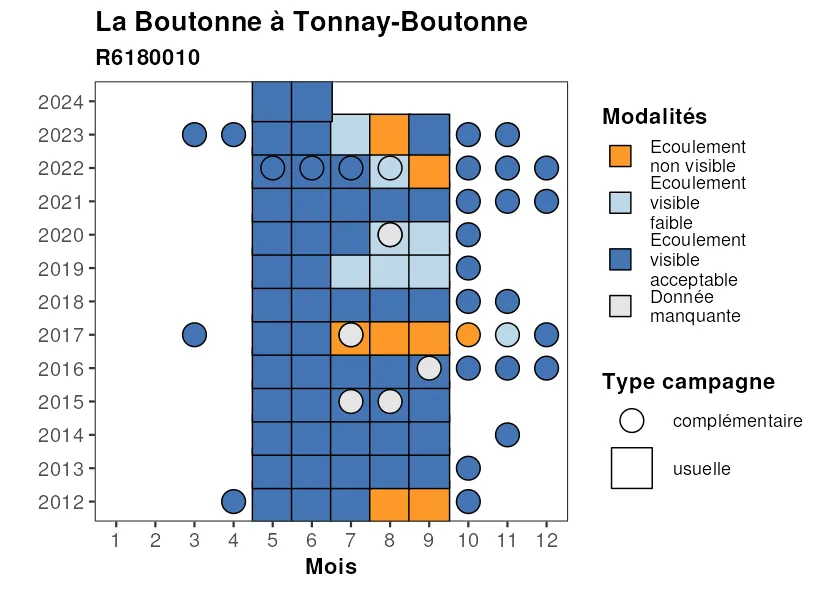 La Boutonne à Tonnay-Boutonne
R6180010
2024
2023
2022
2021
2020
2019
2018
2017
2016
2015
2014
2013
2012
1 2 3 4 5 6 7 8 9 10 11 12
Mois
Modalités
Ecoulement
non visible
Ecoulement
visible
faible
Ecoulement
visible
acceptable
Donnée
manquante
Type campagne
complémentaire
usuelle